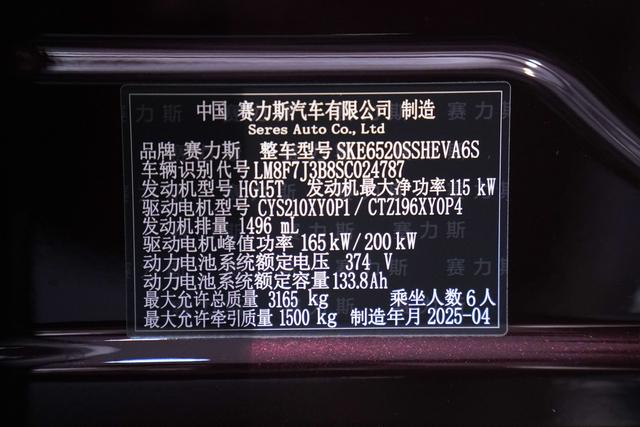 中国 赛力斯汽车有限公司 制造
Seres Auto Co., Ltd
品牌 赛力斯 整车型号 SKE6520SSHEVA6S
车辆识别代号 LM8F7J3B8SC024787
发动机型号 HG15T 发动机最大净功率 115 kW
驱动电机型号 CYS210XY0P1 / CTZ196XY0P4
发动机排量 1496 mL
驱动电机峰值功率 165 kW/200 kW
动力电池系统额定电压 374 V
动力电池系统额定容量 133.8Ah
最大允许总质量 3165 kg 乘坐人数 6 人
最大允许牵引质量 1500 kg 制造年月 2025-04